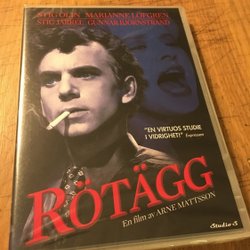 STIG OLIN MARIANNE LÖFGREN
STIG JÄRREL GUNNAR BJÖRNSTRAND
"EN VIRTUOS STUDIE
I VIDRIGHET!" Expressen
RÖTÄGG
En film av ARNE MATTSSON
Studio S